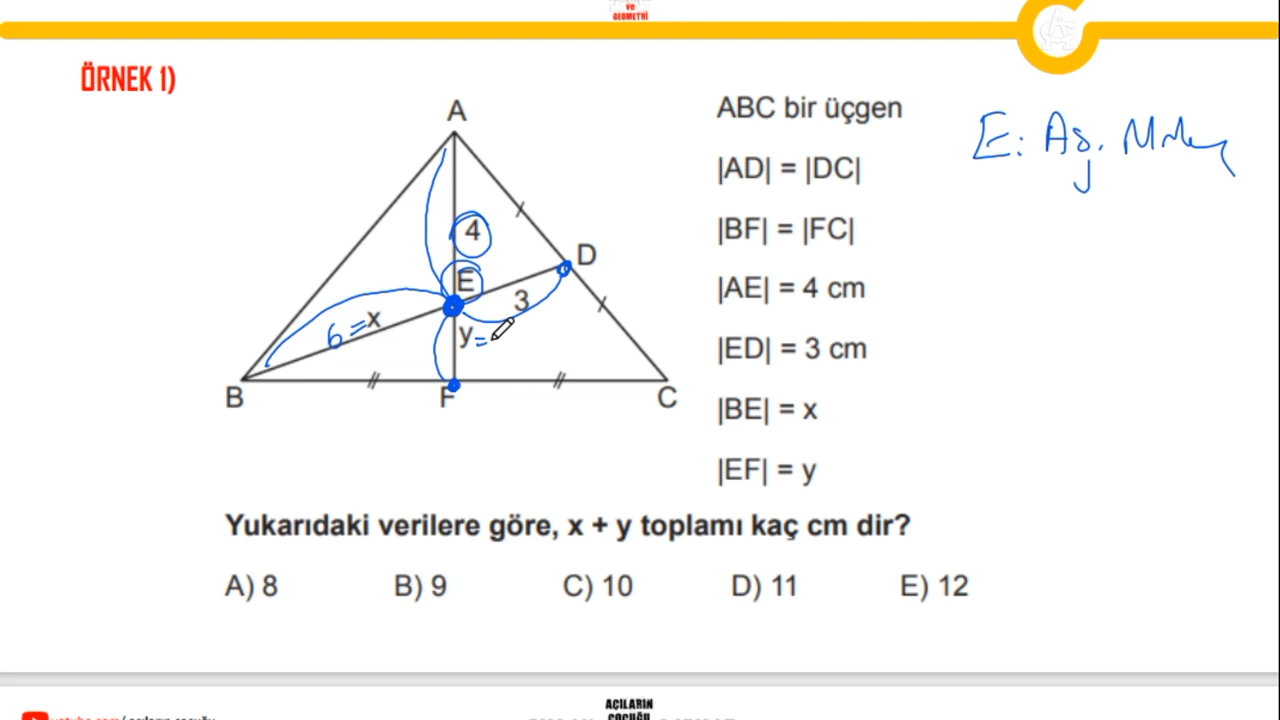 ve
GEOMETRİ
ÖRNEK 1)
A
4
E
D
3
6 = x
y =
B
F
C
ABC bir üçgen
|AD| = |DC|
|BF| = |FC|
|AE| = 4 cm
|ED| = 3 cm
|BE| = x
|EF| = y
E: Ağ.
Yukarıdaki verilere göre, x + y toplamı kaç cm dir?
A) 8 B) 9 C) 10 D) 11 E) 12
AÇILARIN
ÇOCUĞU